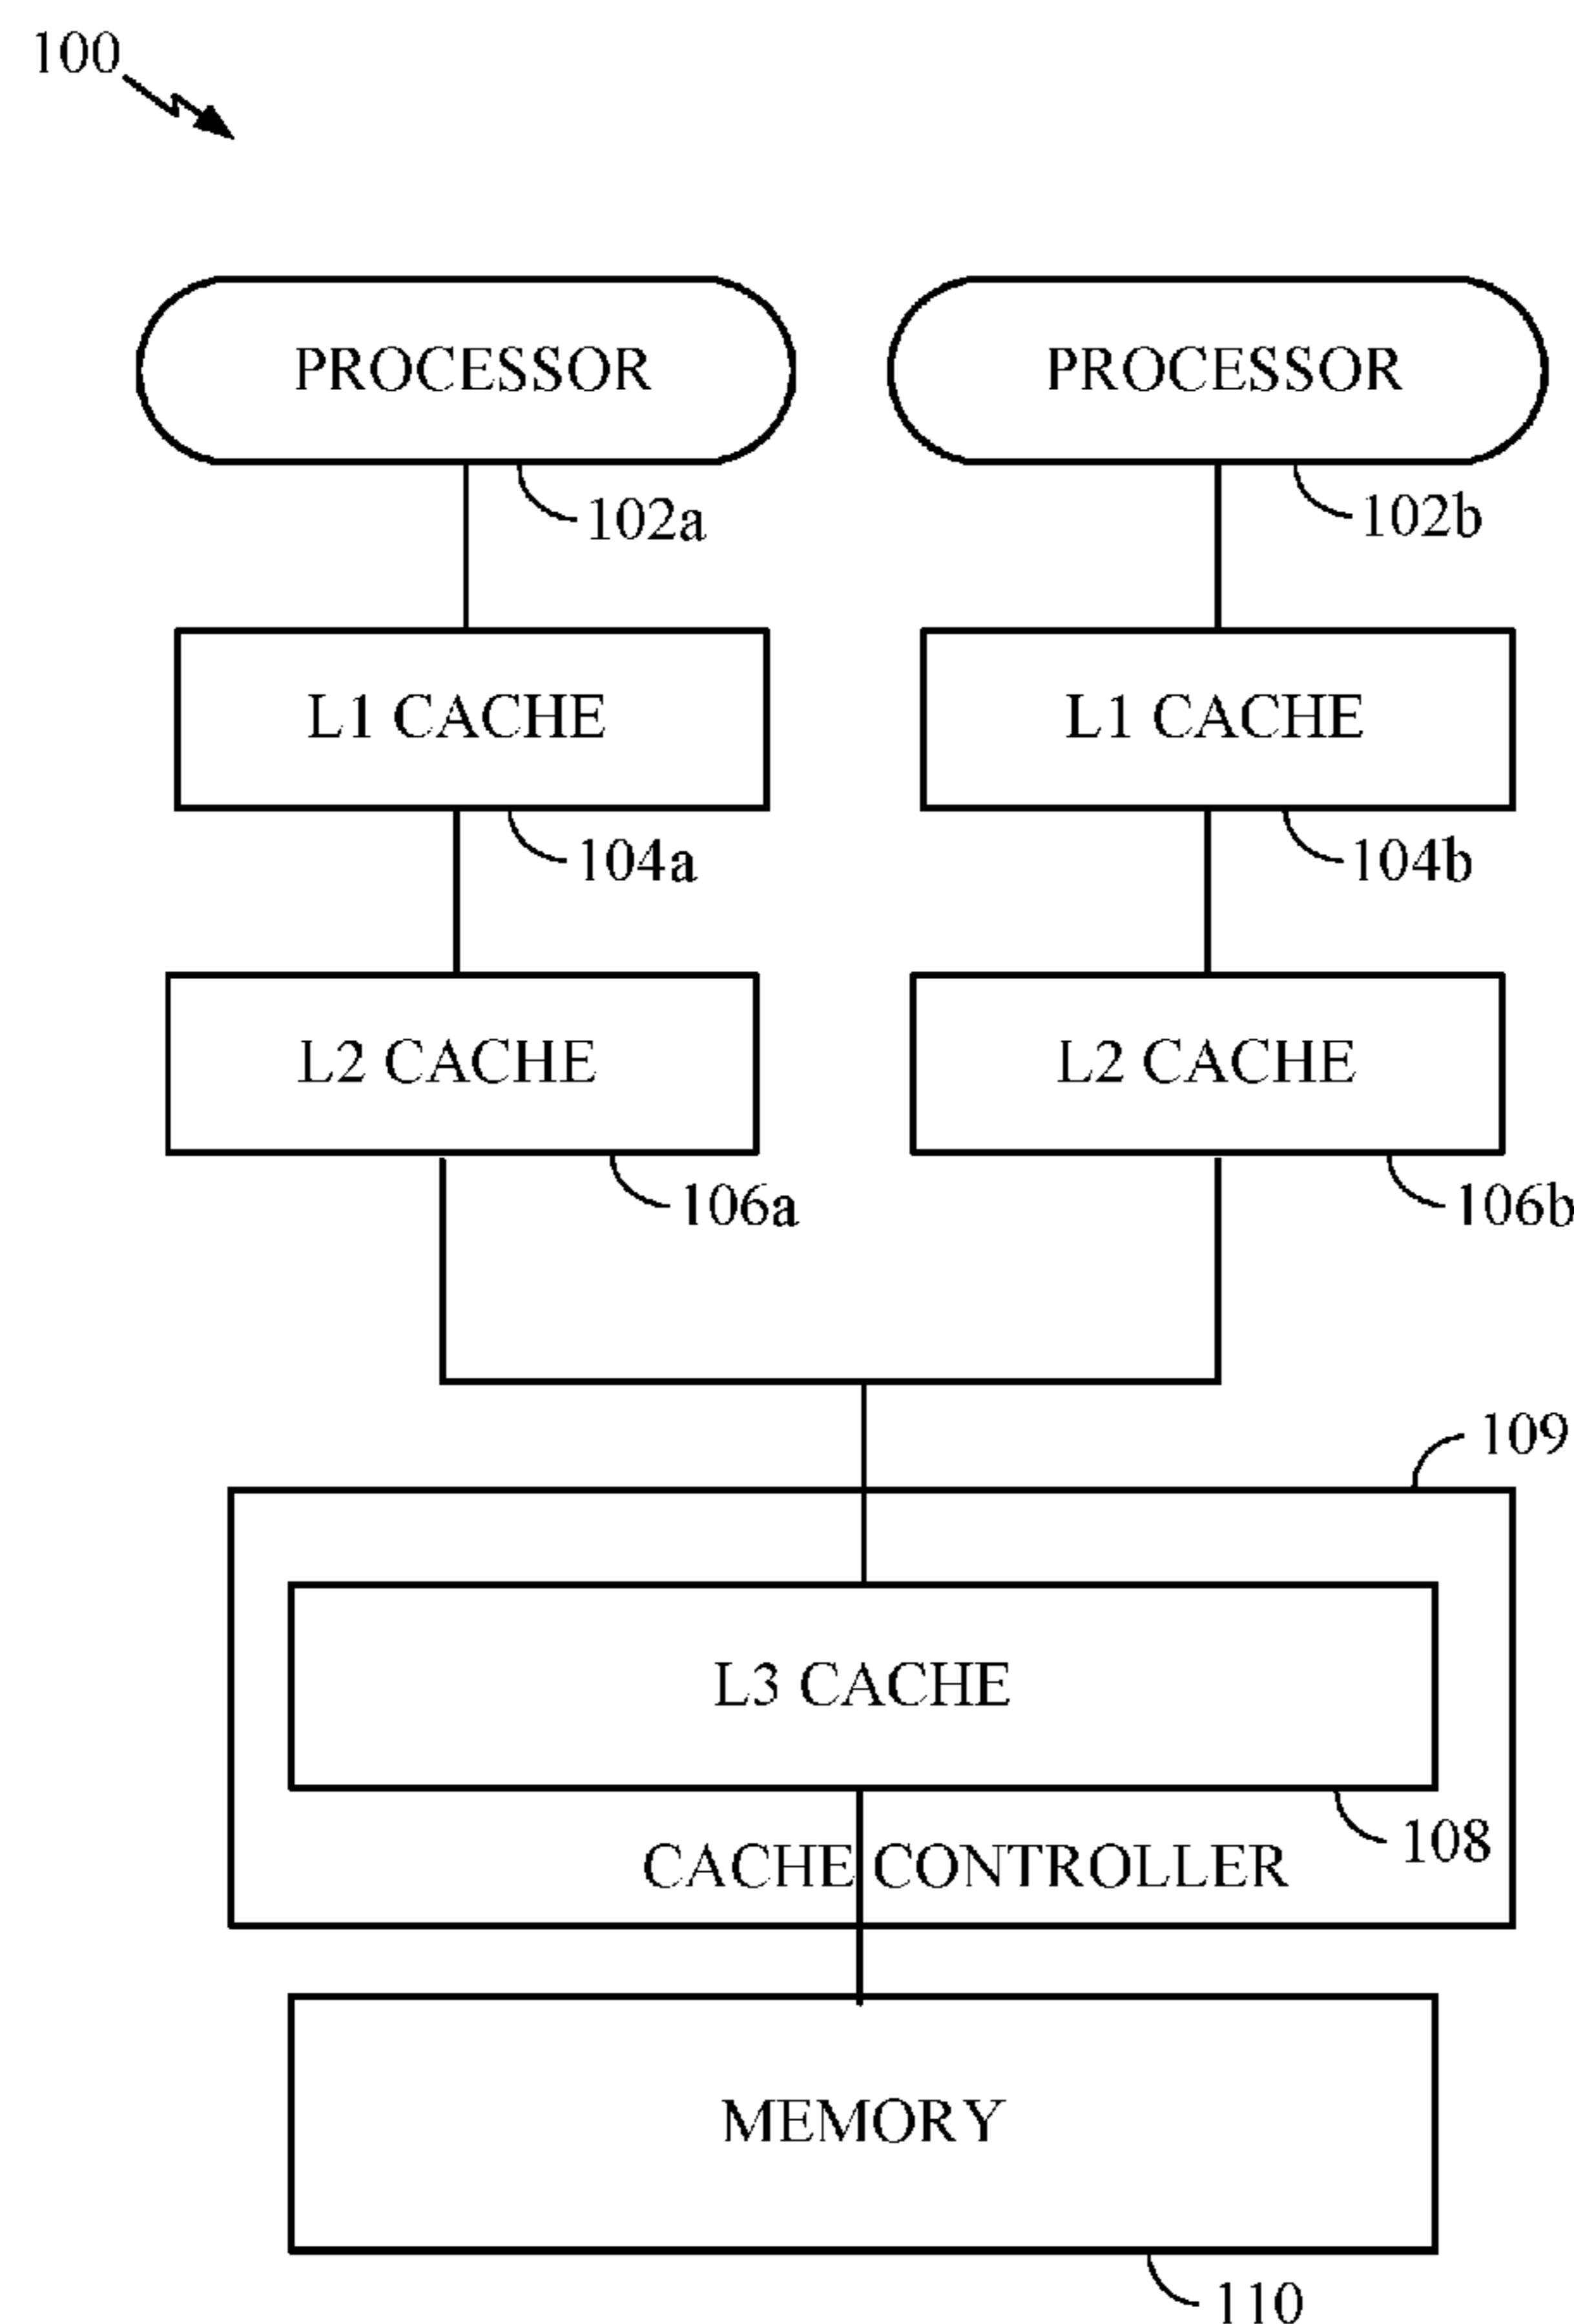 100
PROCESSOR PROCESSOR
102a 102b
L1 CACHE L1 CACHE
104a 104b
L2 CACHE L2 CACHE
106a 106b
109
L3 CACHE
108
CACHE CONTROLLER
MEMORY
110